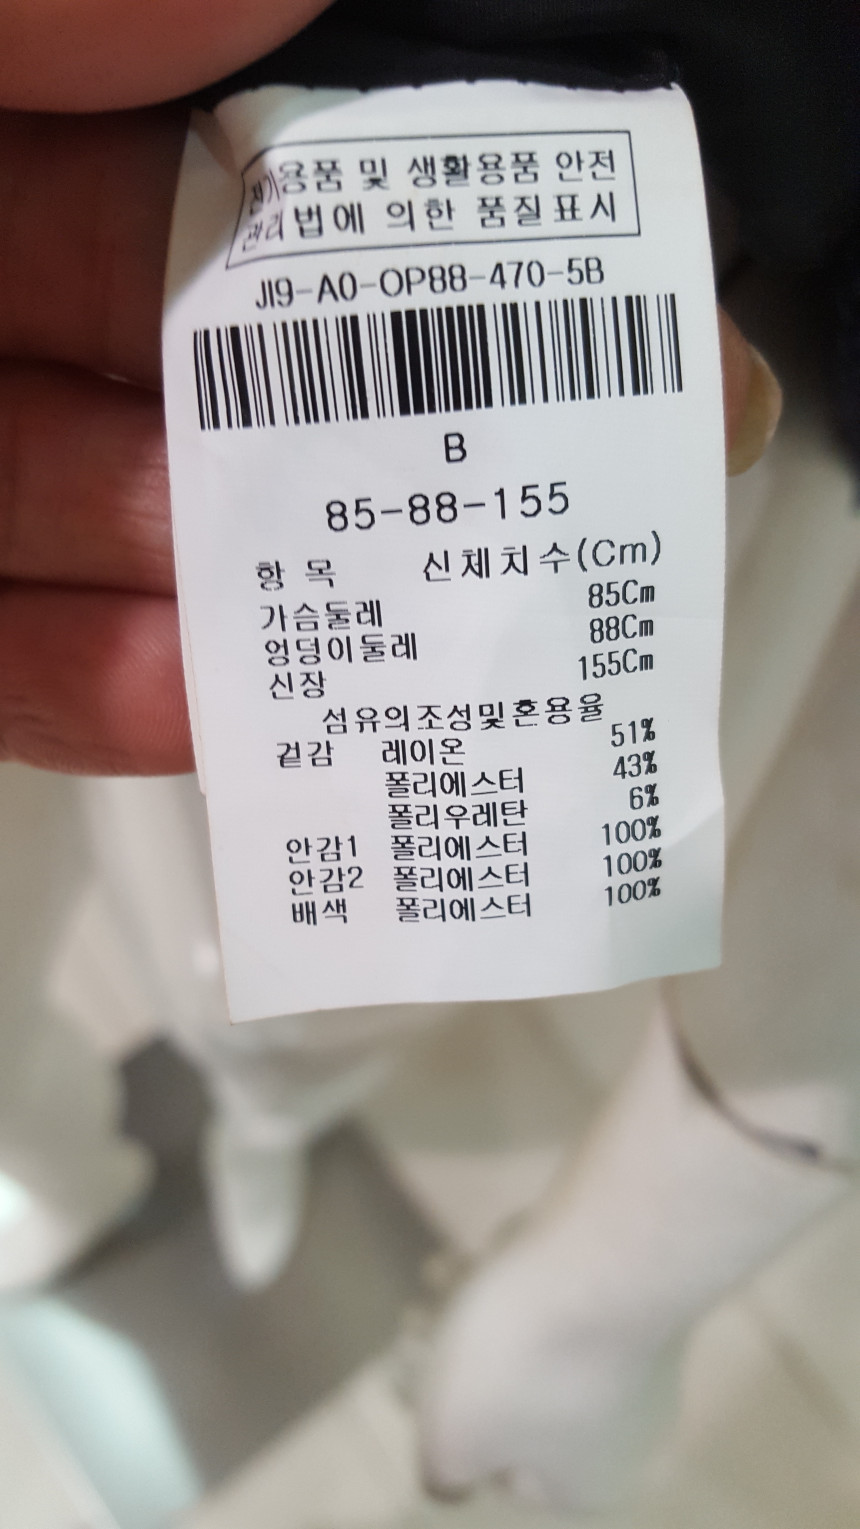 전기용품 및 생활용품 안전
관리법에 의한 품질표시
JI9-A0-OP88-470-5B
B
85-88-155
항 목 신체치수(Cm)
가슴둘레 85Cm
엉덩이둘레 88Cm
신장 155Cm
섬유의조성및혼용율
겉감 레이온 51%
폴리에스터 43%
폴리우레탄 6%
안감1 폴리에스터 100%
안감2 폴리에스터 100%
배색 폴리에스터 100%